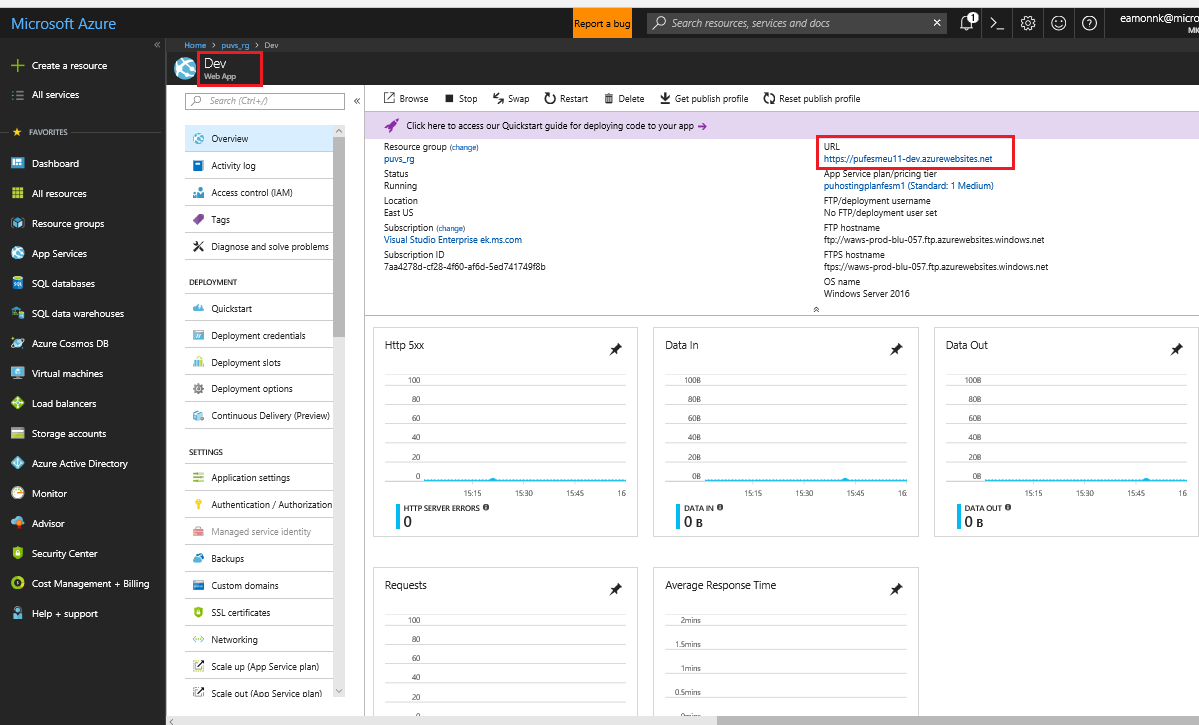 Microsoft Azure
Report a bug
Search resources, services and docs
1
eamonnk@micro
MIC
Home > puvs_rg > Dev
Dev
Web App
Create a resource
All services
FAVORITES
Dashboard
All resources
Resource groups
App Services
SQL databases
SQL data warehouses
Azure Cosmos DB
Virtual machines
Load balancers
Storage accounts
Azure Active Directory
Monitor
Advisor
Security Center
Cost Management + Billing
Help + support
Search (Ctrl+/)
Overview
Activity log
Access control (IAM)
Tags
Diagnose and solve problems
DEPLOYMENT
Quickstart
Deployment credentials
Deployment slots
Deployment options
Continuous Delivery (Preview)
SETTINGS
Application settings
Authentication / Authorization
Managed service identity
Backups
Custom domains
SSL certificates
Networking
Scale up (App Service plan)
Scale out (App Service plan)
Browse Stop Swap Restart Delete Get publish profile Reset publish profile
Click here to access our Quickstart guide for deploying code to your app
Resource group (change)
puvs_rg
Status
Running
Location
East US
Subscription (change)
Visual Studio Enterprise ek.ms.com
Subscription ID
7aa4278d-cf28-4f60-af6d-5ed741749f8b
URL
https://pufesmeu11-dev.azurewebsites.net
App Service plan/pricing tier
puhostingplanfesm1 (Standard: 1 Medium)
FTP/deployment username
No FTP/deployment user set
FTP hostname
ftp://waws-prod-blu-057.ftp.azurewebsites.windows.net
FTPS hostname
ftps://waws-prod-blu-057.ftp.azurewebsites.windows.net
OS name
Windows Server 2016
Http 5xx
100
80
60
40
20
0
15:15 15:30 15:45 16:
HTTP SERVER ERRORS
0
Data In
100B
80B
60B
40B
20B
0B
15:15 15:30 15:45 16:
DATA IN
0 B
Data Out
100B
80B
60B
40B
20B
0B
15:15 15:30 15:45 16:
DATA OUT
0 B
Requests
100
80
60
40
20
0
Average Response Time
2mins
1.5mins
1mins
0.5mins
0mins